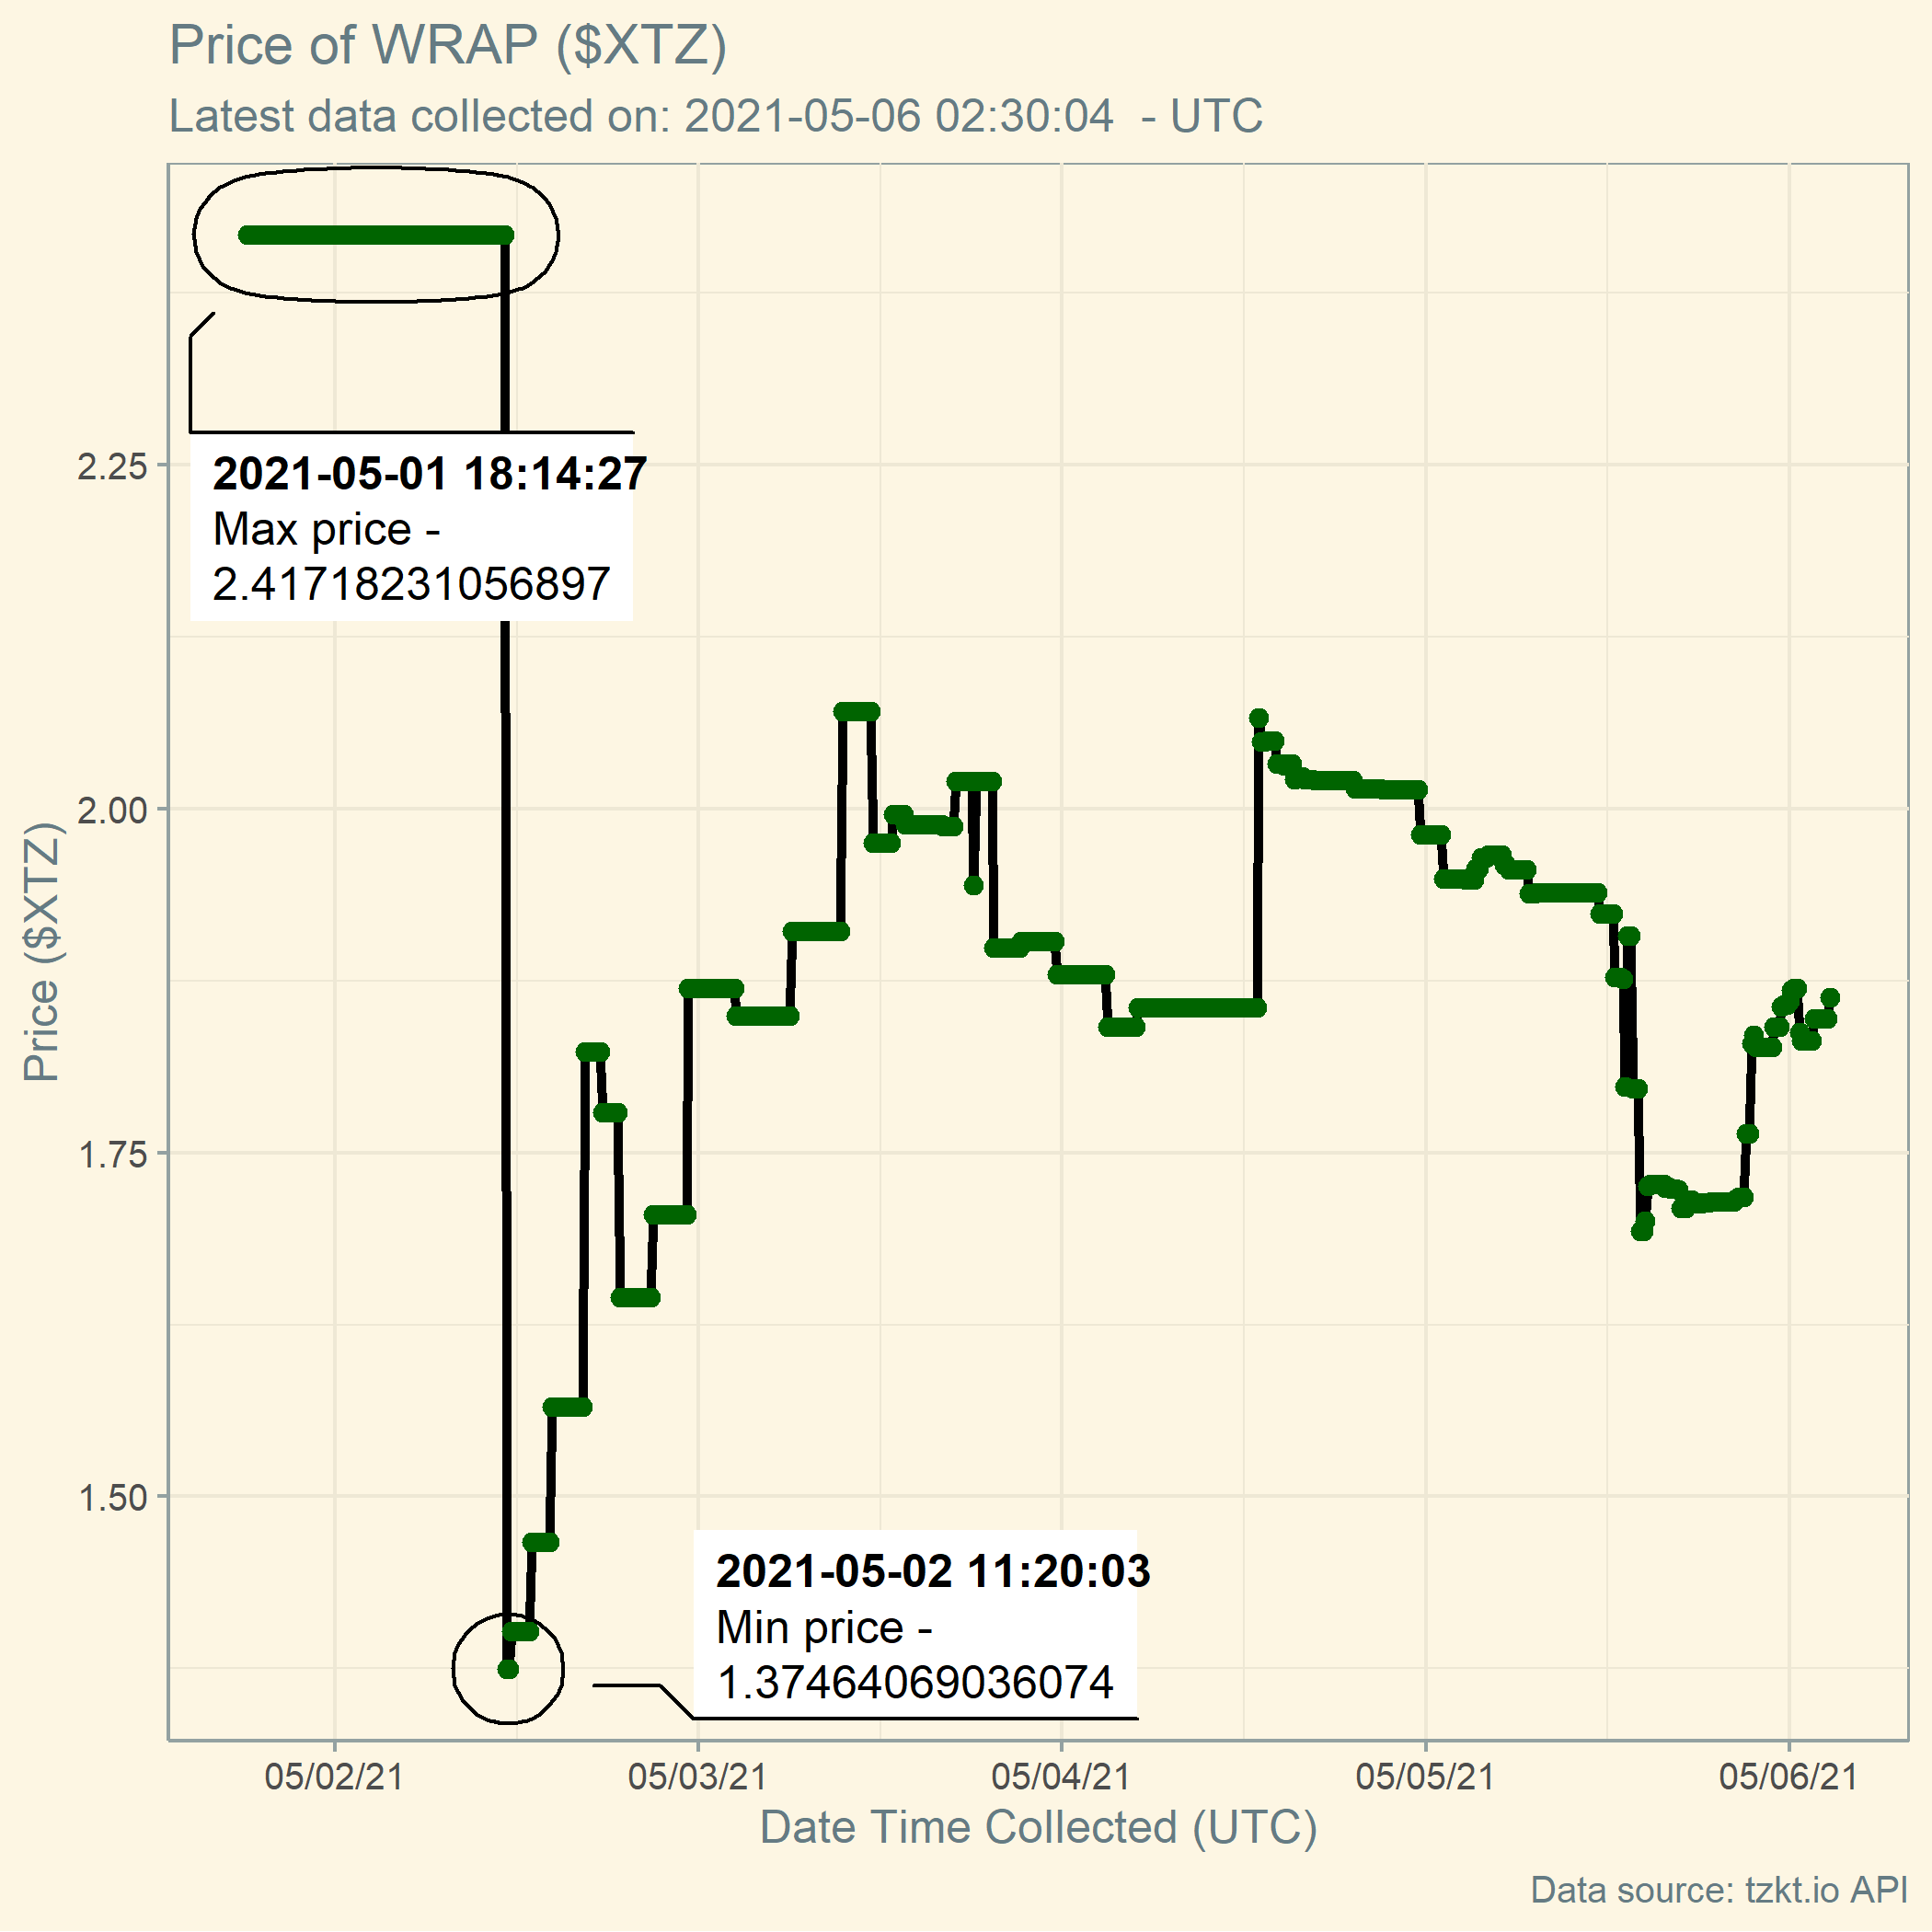 Price of WRAP ($XTZ)
Latest data collected on: 2021-05-06 02:30:04  - UTC
2021-05-01 18:14:27
Max price -
2.417718231056897
2.25
2.00
1.75
1.50
Price ($XTZ)
2021-05-02 11:20:03
Min price -
1.37464069036074
05/02/21
05/03/21
05/04/21
05/05/21
05/06/21
Date Time Collected (UTC)
Data source: tzkt.io API